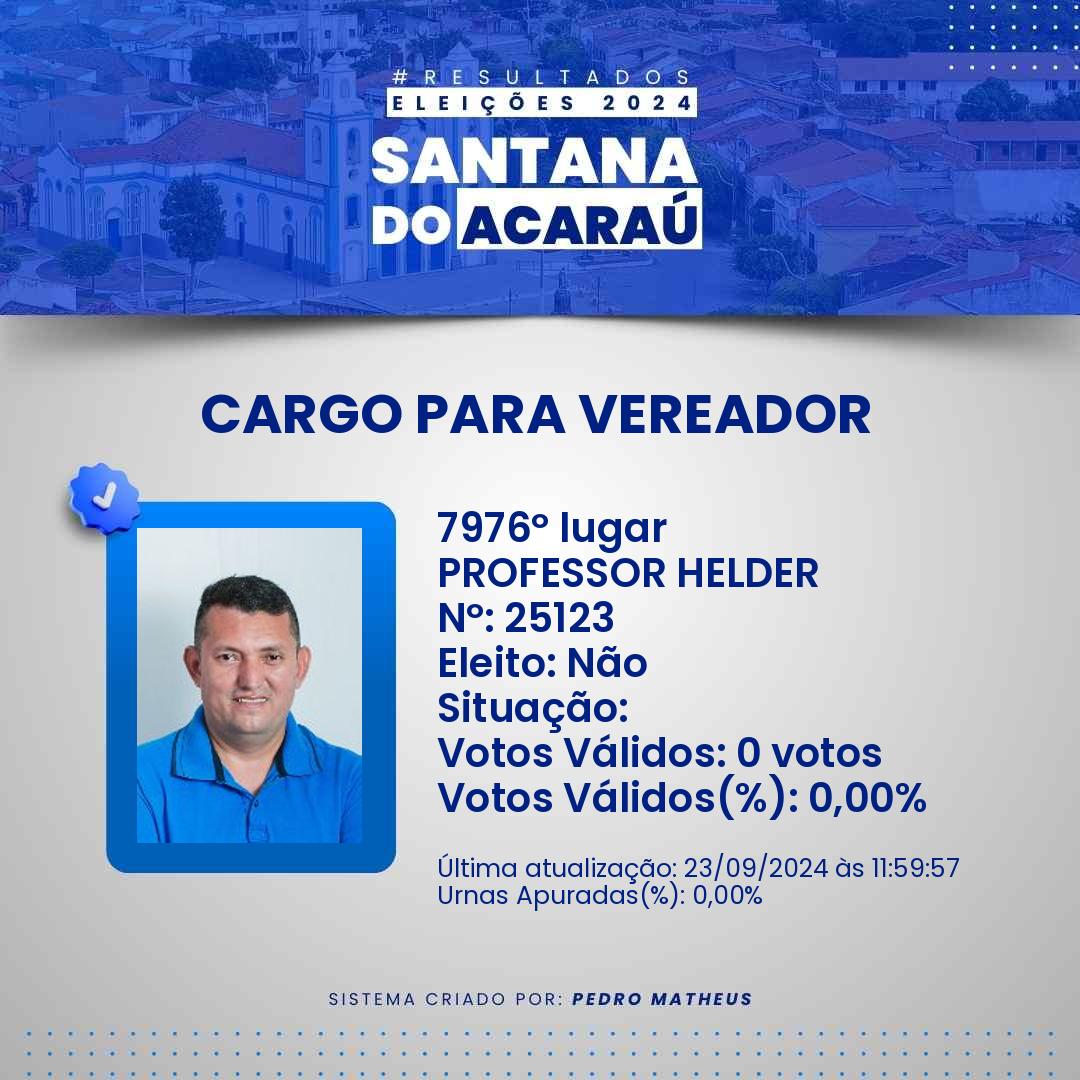 #RESULTADOS
ELEIÇÕES 2024
SANTANA
DO ACARAÚ
CARGO PARA VEREADOR
7976º lugar
PROFESSOR HELDER
Nº: 25123
Eleito: Não
Situação:
Votos Válidos: 0 votos
Votos Válidos(%): 0,00%
Última atualização: 23/09/2024 às 11:59:57
Urnas Apuradas(%): 0,00%
SISTEMA CRIADO POR: PEDRO MATHEUS